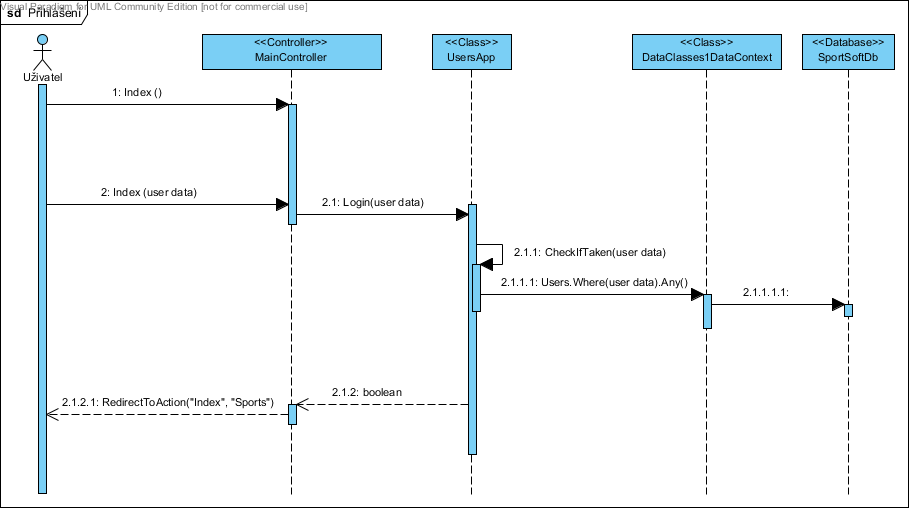 Visual Paradigm for UML Community Edition [not for commercial use]
sd Přihlášení
<<Controller>>
MainController
<<Class>>
UsersApp
<<Class>>
DataClasses1DataContext
<<Database>>
SportSoftDb
Uživatel
1: Index ()
2: Index (user data)
2.1: Login(user data)
2.1.1: CheckIfTaken(user data)
2.1.1.1: Users.Where(user data).Any()
2.1.1.1.1:
2.1.2: boolean
2.1.2.1: RedirectToAction("Index", "Sports")